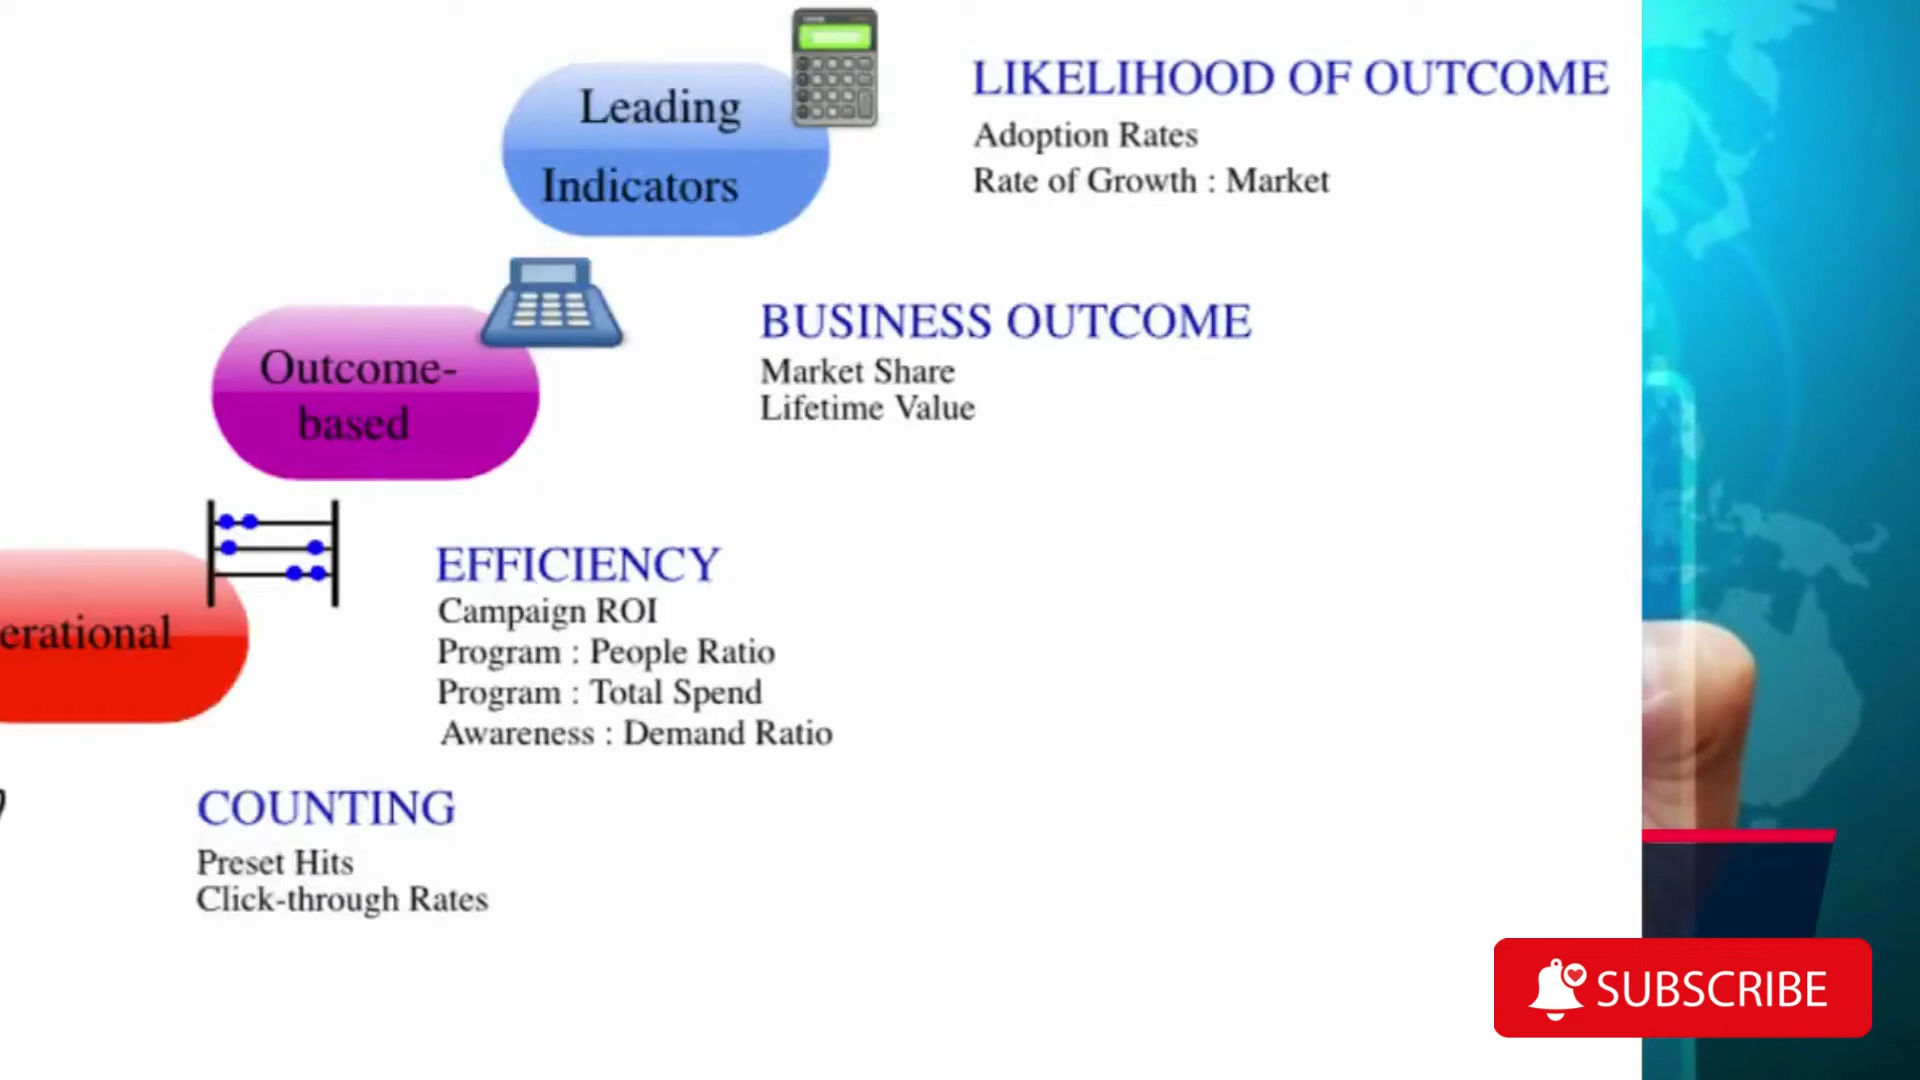 Leading
Indicators
LIKELIHOOD OF OUTCOME
Adoption Rates
Rate of Growth : Market
Outcome-
based
BUSINESS OUTCOME
Market Share
Lifetime Value
erational
EFFICIENCY
Campaign ROI
Program : People Ratio
Program : Total Spend
Awareness : Demand Ratio
COUNTING
Preset Hits
Click-through Rates
SUBSCRIBE